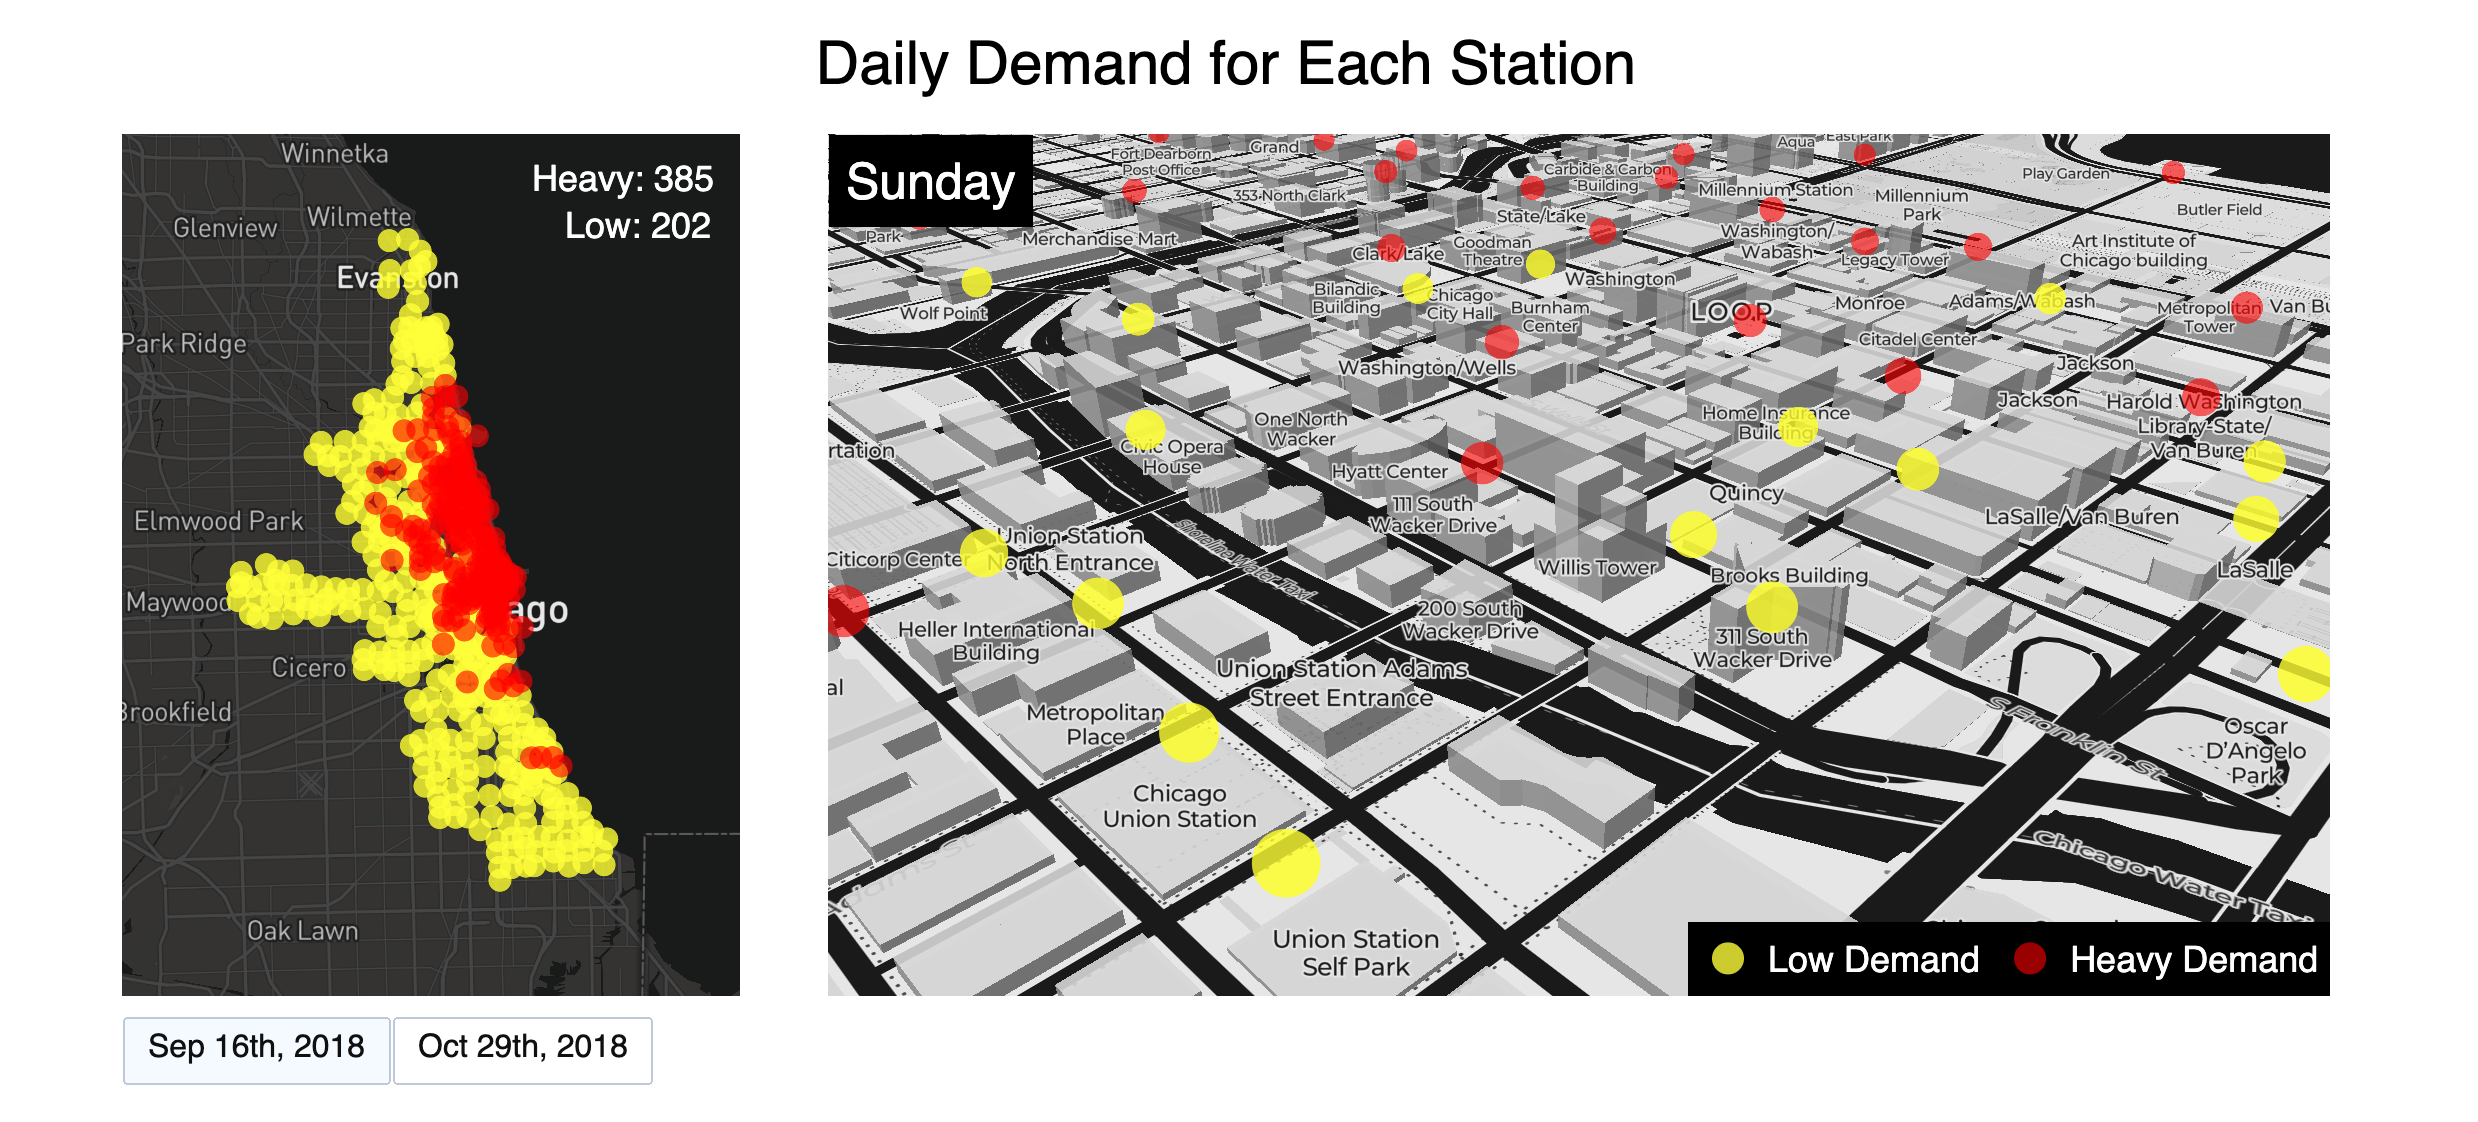 Daily Demand for Each Station
Winnetka
Heavy: 385
Low: 202
Wilmette
Glenview
Evanston
Park Ridge
Elmwood Park
Maywood
ago
Cicero
Brookfield
Oak Lawn
Sep 16th, 2018
Oct 29th, 2018
Sunday
Fort Dearborn
Post Office
Grand
353 North Clark
Carbide & Carbon
Building
Aqua
East Park
Play Garden
Millennium Station
Millennium
Park
Butler Field
Park
Merchandise Mart
State/Lake
Clark/Lake
Goodman
Theatre
Washington/
Wabash
Legacy Tower
Art Institute of
Chicago building
Wolf Point
Bilandic
Building
Chicago
City Hall
Washington
Burnham
Center
LOOP
Monroe
Adams/Wabash
Metropolitan
Tower
Van Bu
Citadel Center
Washington/Wells
Jackson
Jackson
Harold Washington
Library-State/
Van Buren
One North
Wacker
Home Insurance
Building
rtation
Civic Opera
House
Hyatt Center
111 South
Wacker Drive
Quincy
LaSalle/Van Buren
Shoreline Water Taxi
Citicorp Center
Union Station
North Entrance
Willis Tower
Brooks Building
LaSalle
200 South
Wacker Drive
Heller International
Building
311 South
Wacker Drive
al
Union Station Adams
Street Entrance
Metropolitan
Place
S Franklin St
Oscar
D'Angelo
Park
Chicago
Union Station
Adams St
Chicago Water Taxi
Union Station
Self Park
Low Demand
Heavy Demand